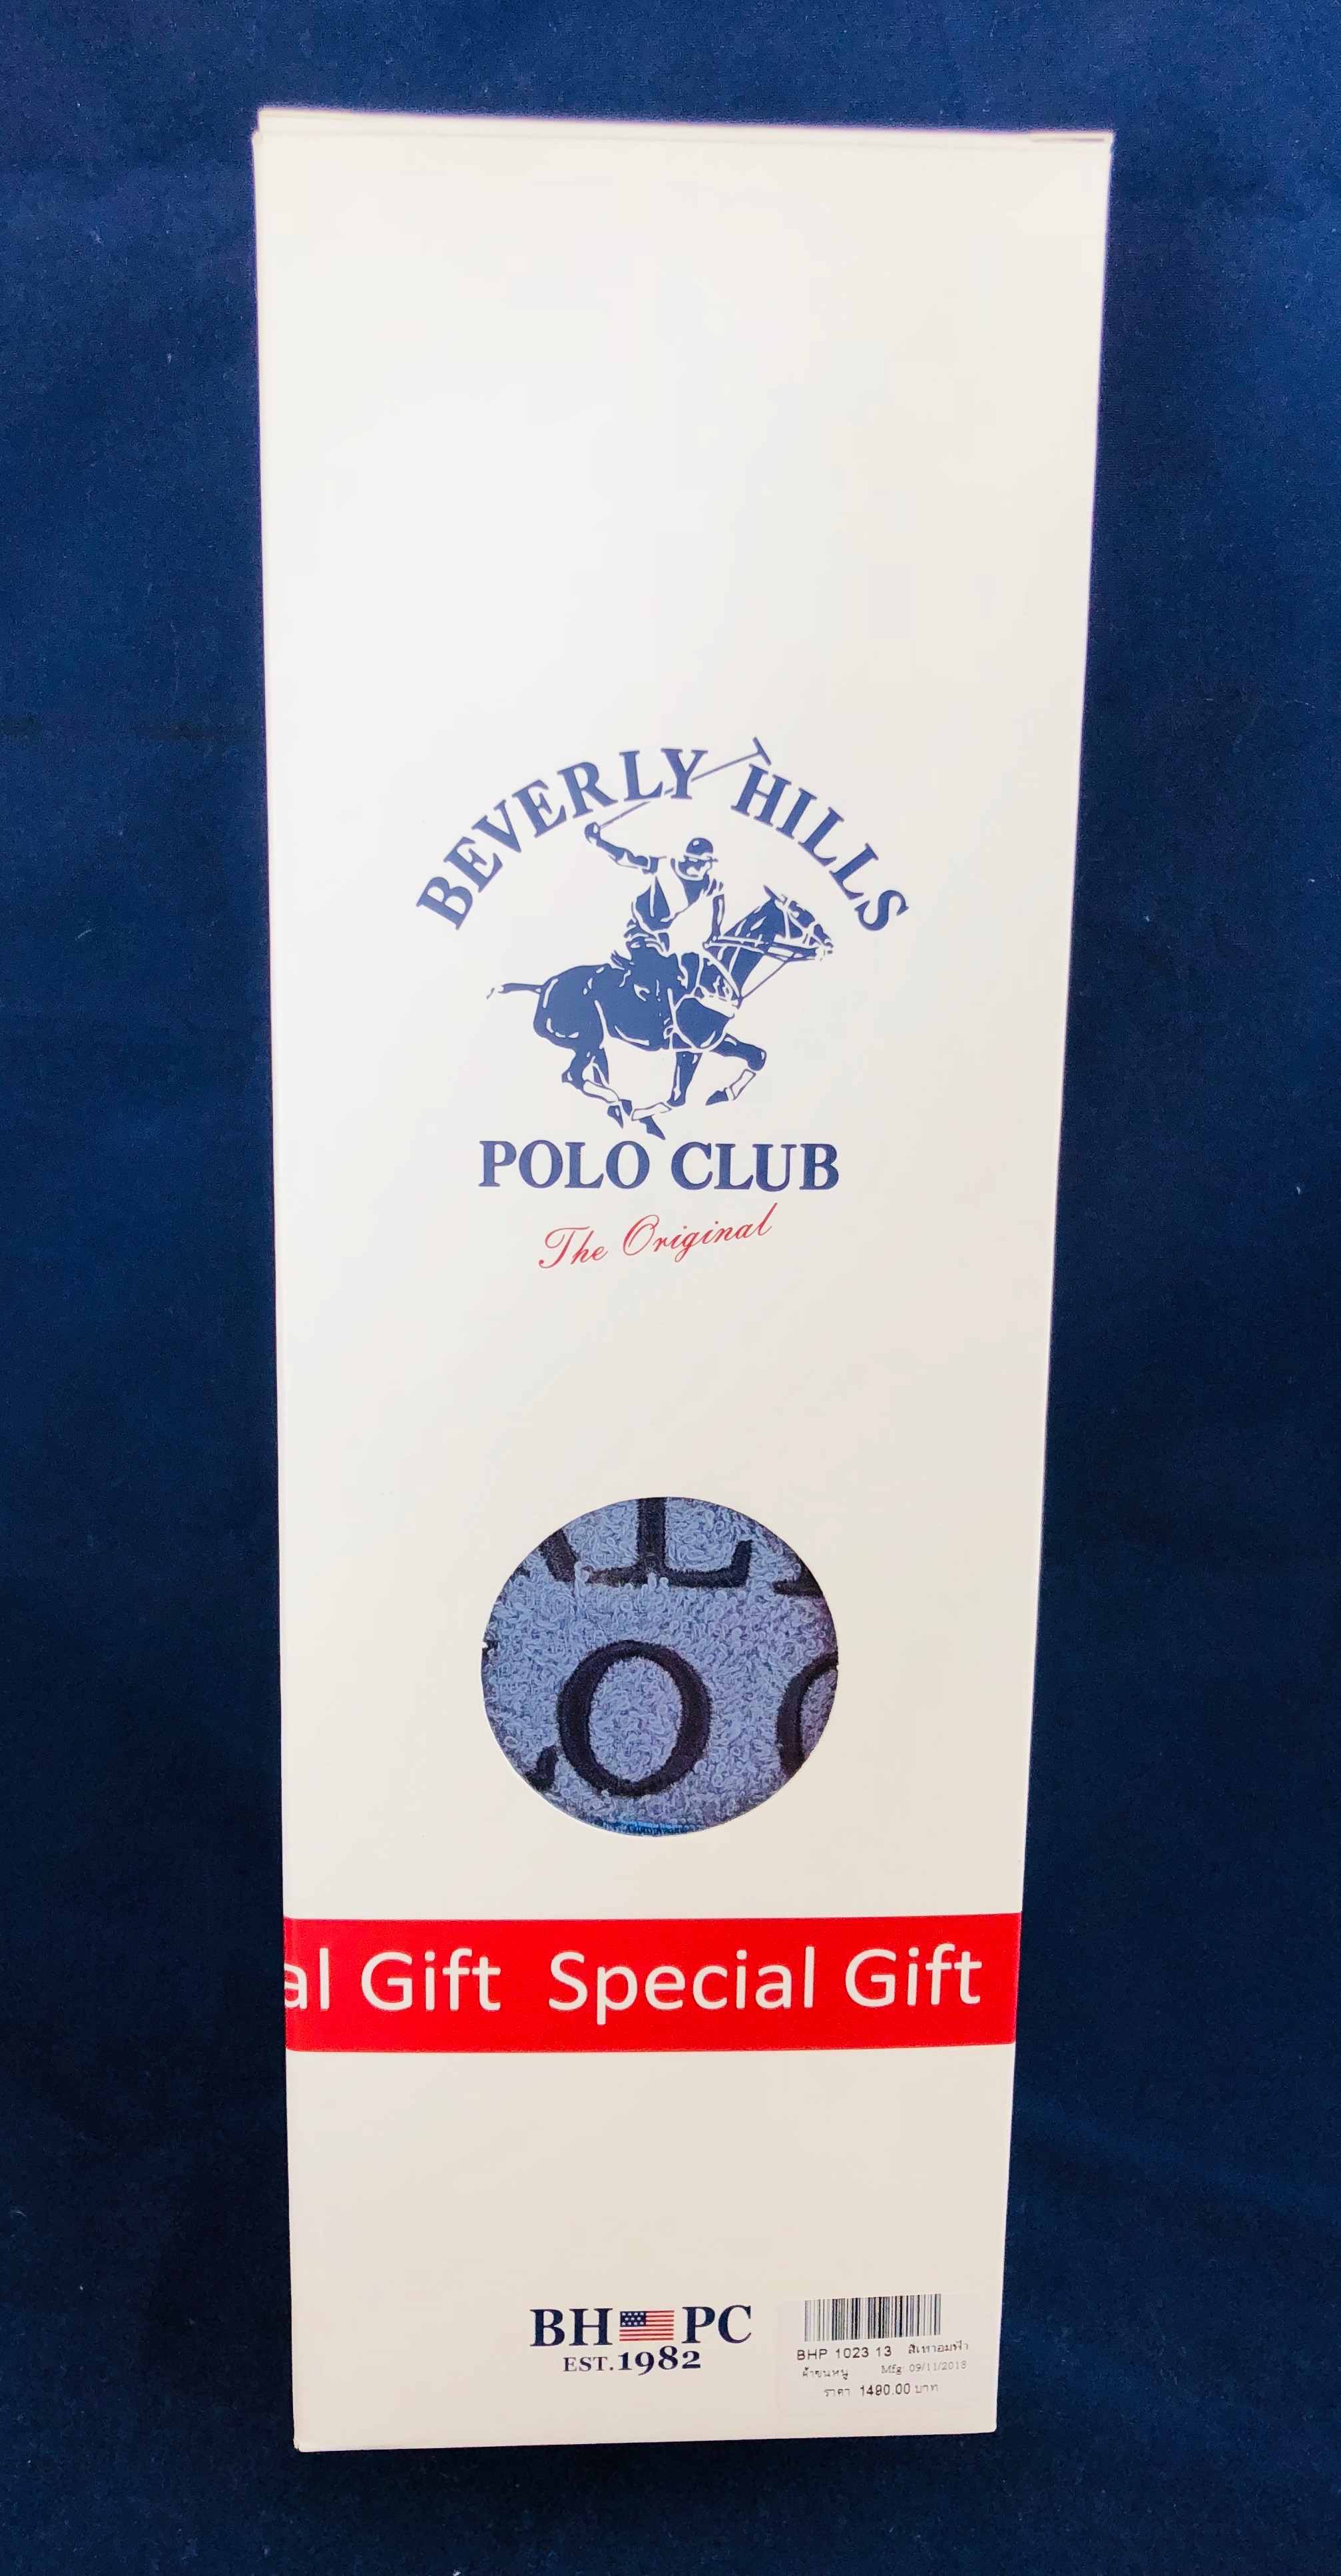 BEVERLY HILLS
POLO CLUB
The Original
LO C
al Gift Special Gift
BH PC
EST.1982
BHP 1023 13 สีเทาอมฟ้า
ผ้าขนหนู Mfg: 09/11/2018
ราคา 1490.00 บาท